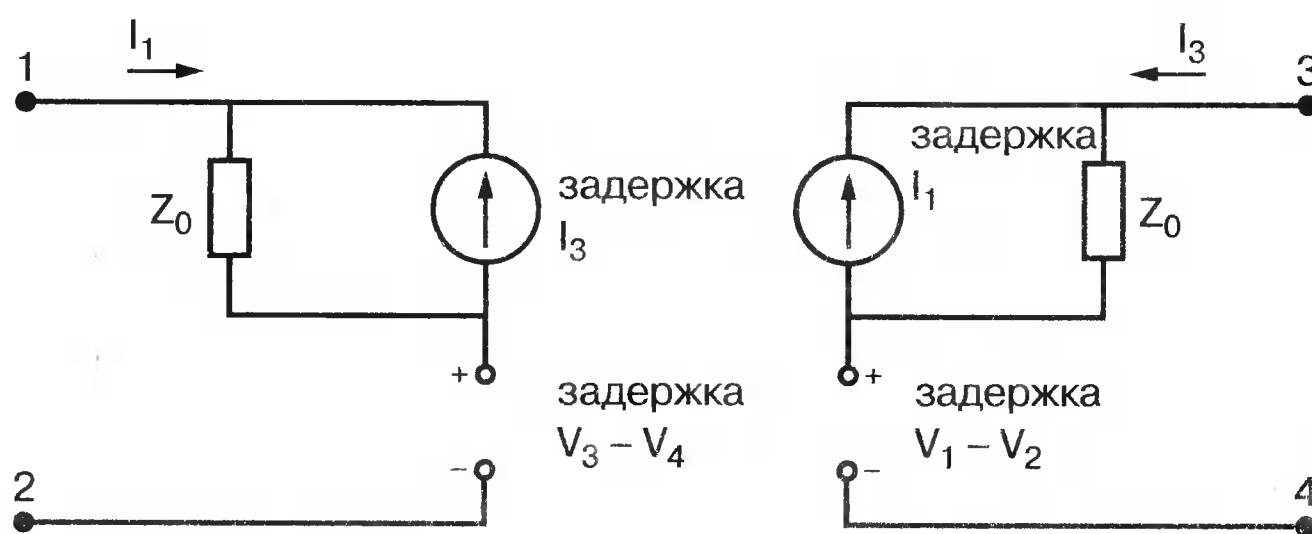 I₁
1
Z₀
задержка
I₃
+
задержка
V₃ – V₄
–
2
I₃
3
задержка
I₁
Z₀
+
задержка
V₁ – V₂
–
4